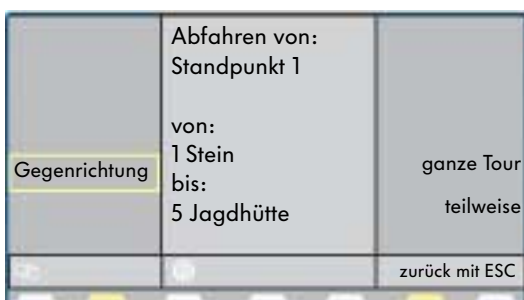 Abfahren von:
Standpunkt 1
von:
1 Stein
bis:
5 Jagdhütte
Gegenrichtung
ganze Tour
teilweise
zurück mit ESC